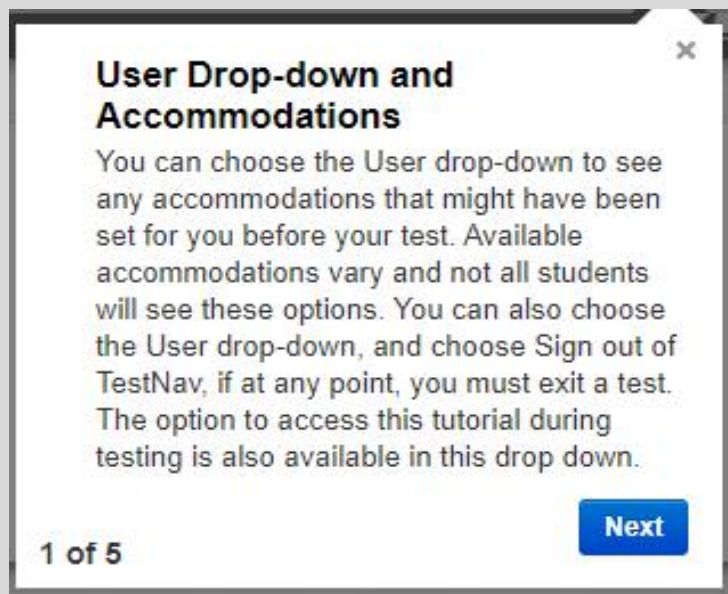 User Drop-down and
Accommodations
You can choose the User drop-down to see
any accommodations that might have been
set for you before your test. Available
accommodations vary and not all students
will see these options. You can also choose
the User drop-down, and choose Sign out of
TestNav, if at any point, you must exit a test.
The option to access this tutorial during
testing is also available in this drop down.
Next
1 of 5